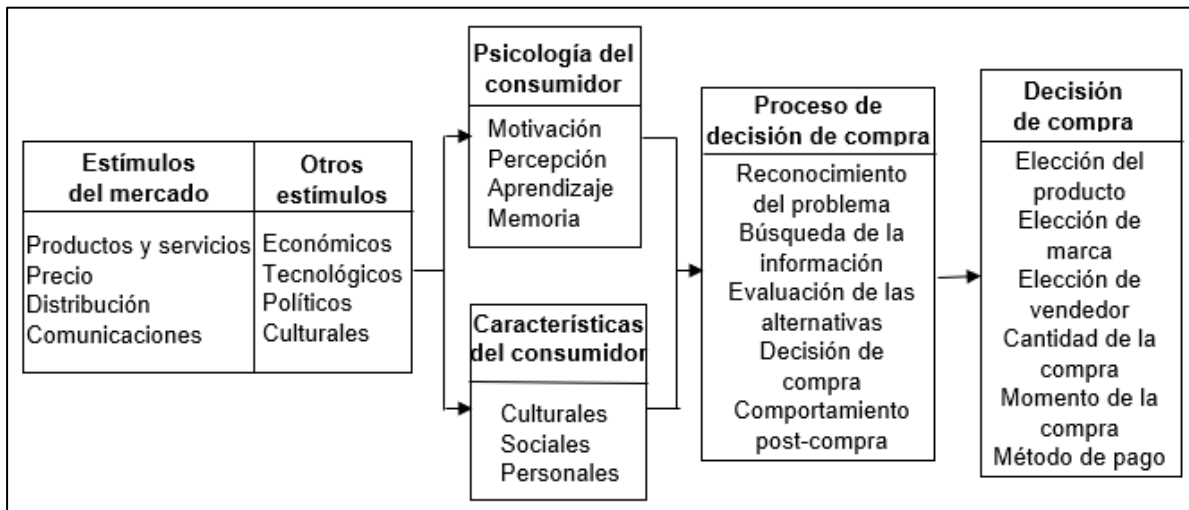 Estímulos
del mercado
Productos y servicios
Precio
Distribución
Comunicaciones
Otros
estímulos
Económicos
Tecnológicos
Políticos
Culturales
Psicología del
consumidor
Motivación
Percepción
Aprendizaje
Memoria
Características
del consumidor
Culturales
Sociales
Personales
Proceso de
decisión de compra
Reconocimiento
del problema
Búsqueda de la
información
Evaluación de las
alternativas
Decisión de
compra
Comportamiento
post-compra
Decisión
de compra
Elección del
producto
Elección de
marca
Elección de
vendedor
Cantidad de la
compra
Momento de la
compra
Método de pago